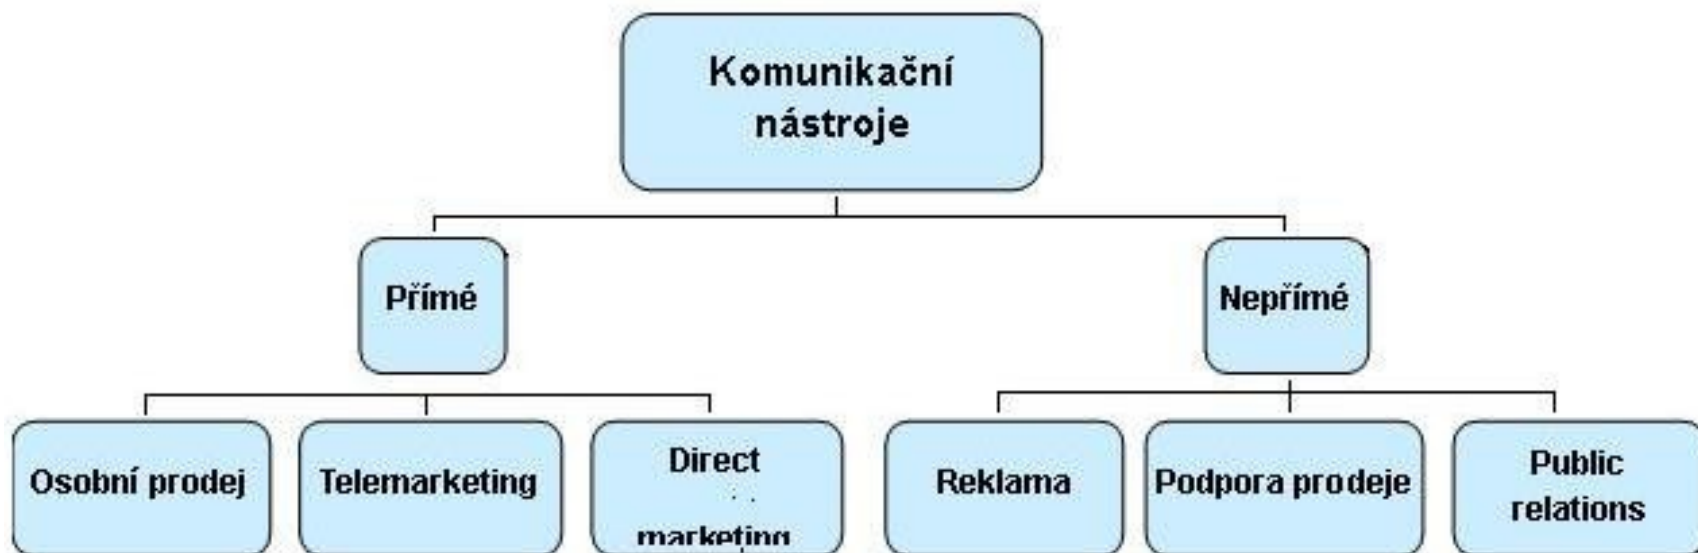 Komunikační
nástroje
Přímé
Nepřímé
Osobní prodej
Telemarketing
Direct
marketing
Reklama
Podpora prodeje
Public
relations